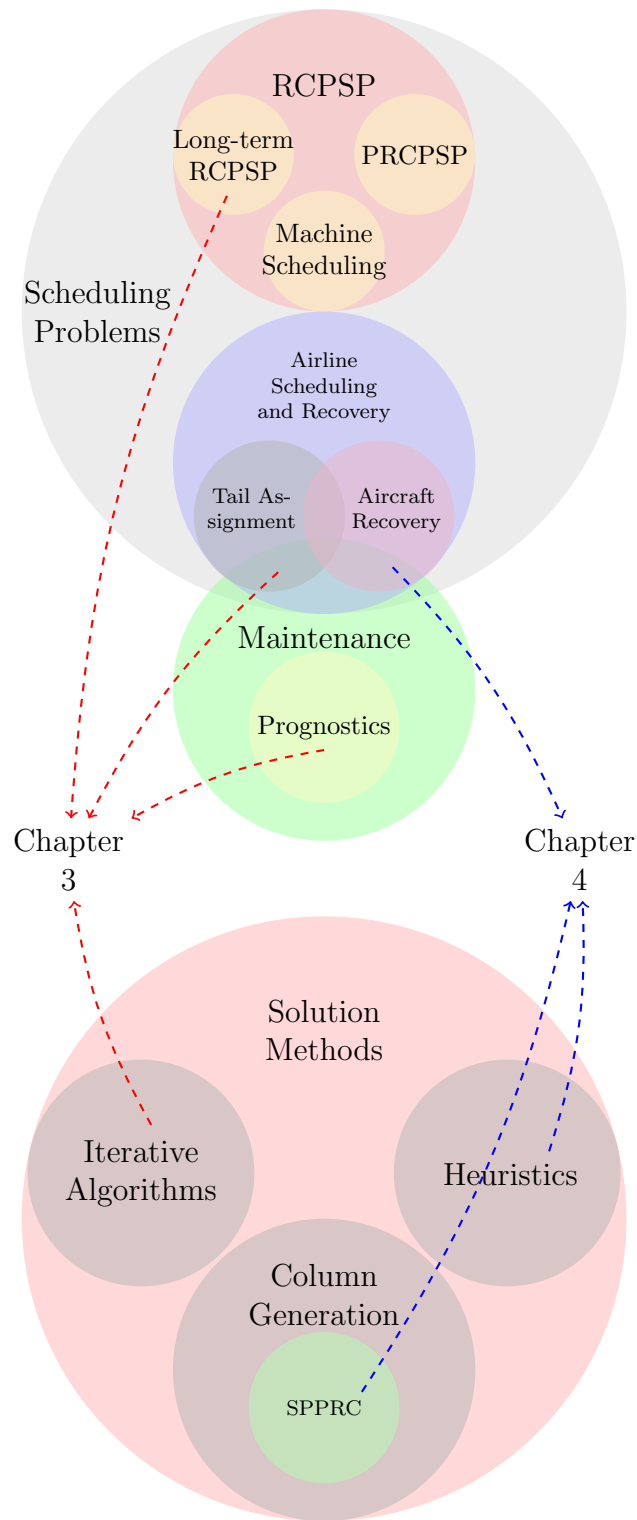 RCPSP
Long-term
RCPSP
PRCPSP
Machine
Scheduling
Scheduling
Problems
Airline
Scheduling
and Recovery
Tail As-
signment
Aircraft
Recovery
Maintenance
Prognostics
Chapter
3
Chapter
4
Solution
Methods
Iterative
Algorithms
Heuristics
Column
Generation
SPPRC